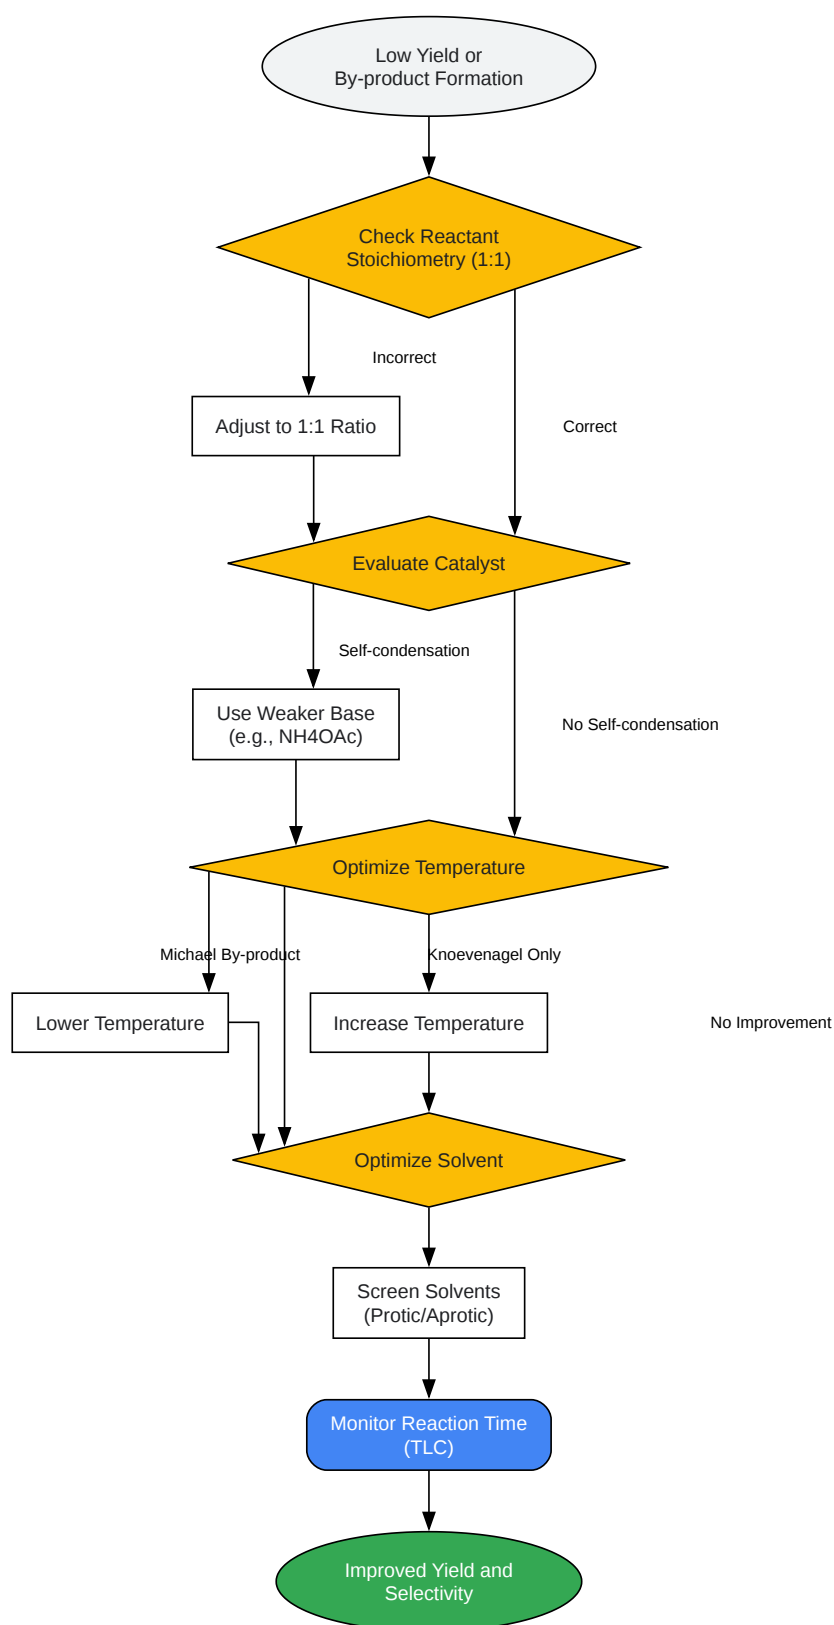 Low Yield or
By-product Formation
Check Reactant
Stoichiometry (1:1)
Incorrect
Adjust to 1:1 Ratio
Correct
Evaluate Catalyst
Self-condensation
Use Weaker Base
(e.g., NH4OAc)
No Self-condensation
Optimize Temperature
Michael By-product
Knoevenagel Only
Lower Temperature
Increase Temperature
No Improvement
Optimize Solvent
Screen Solvents
(Protic/Aprotic)
Monitor Reaction Time
(TLC)
Improved Yield and
Selectivity